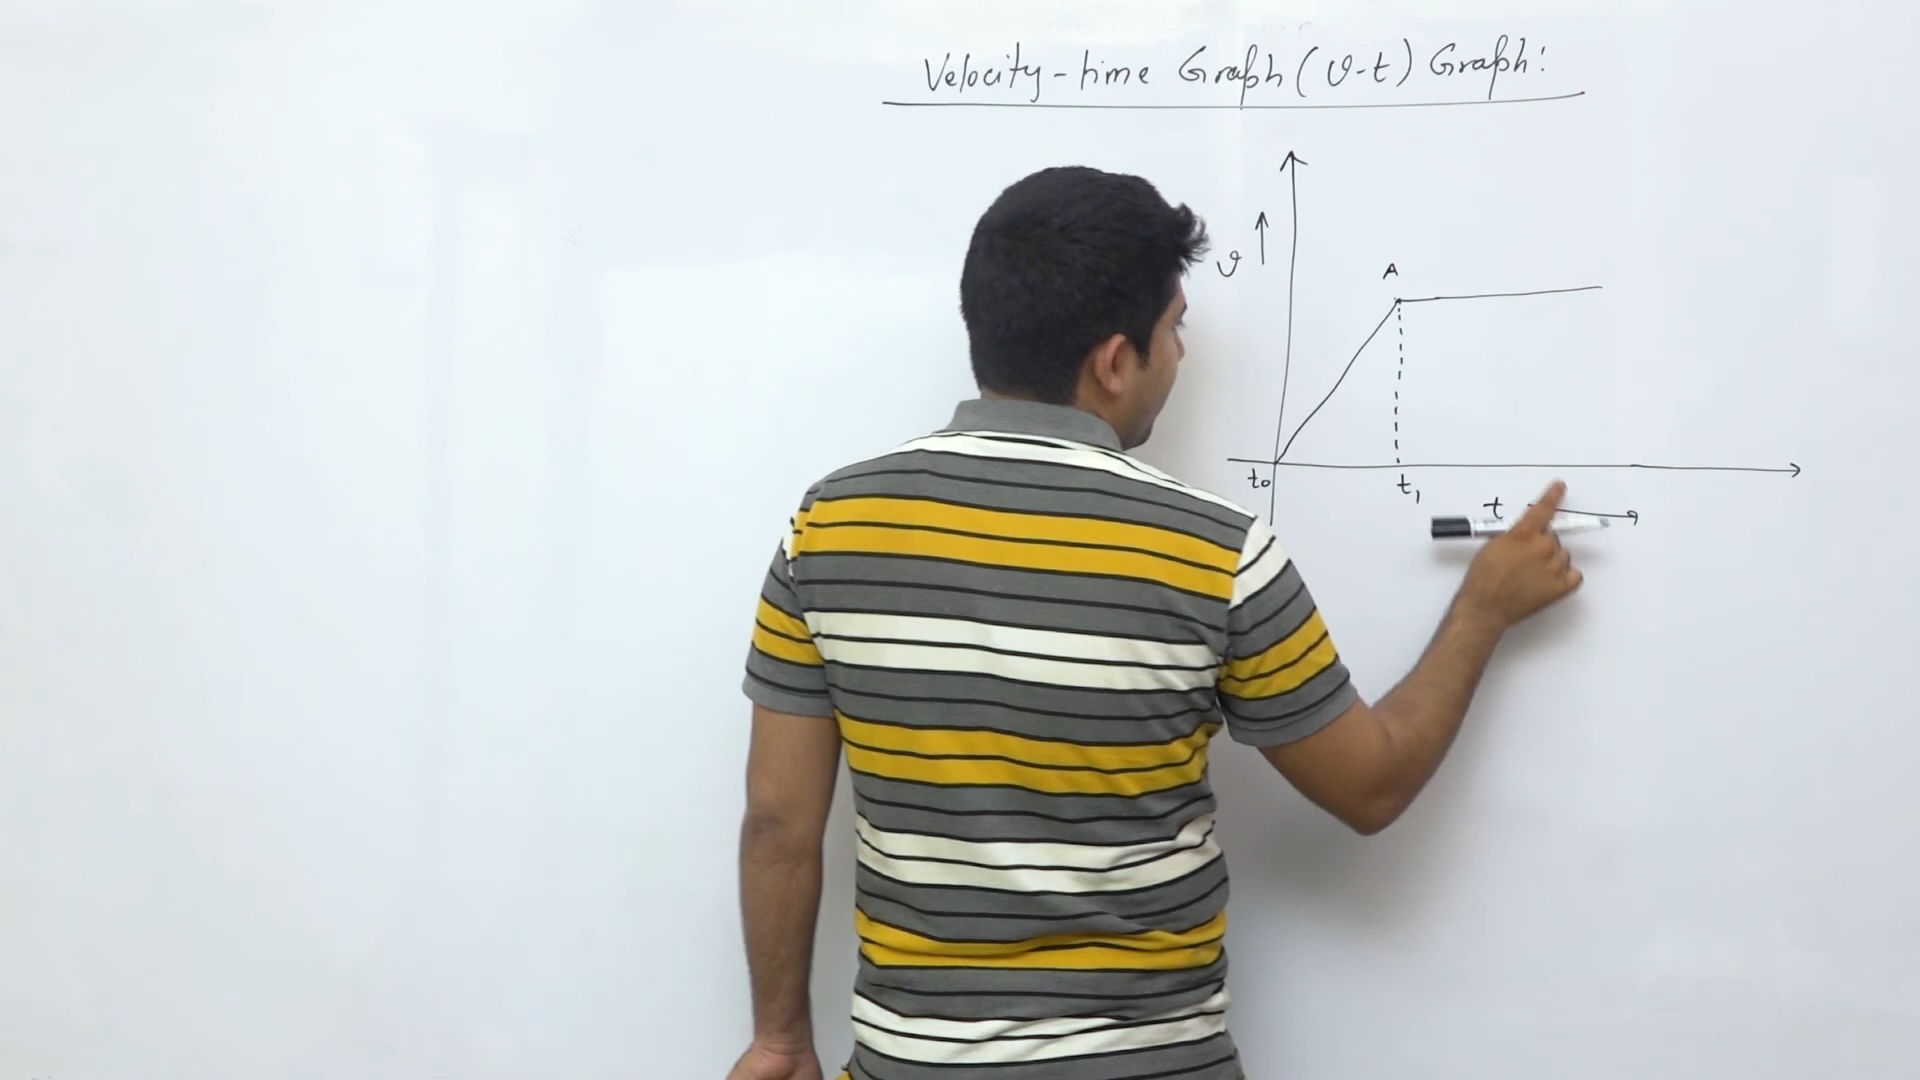 Velocity-time Graph (v-t) Graph:
v
A
t₀
t₁
t